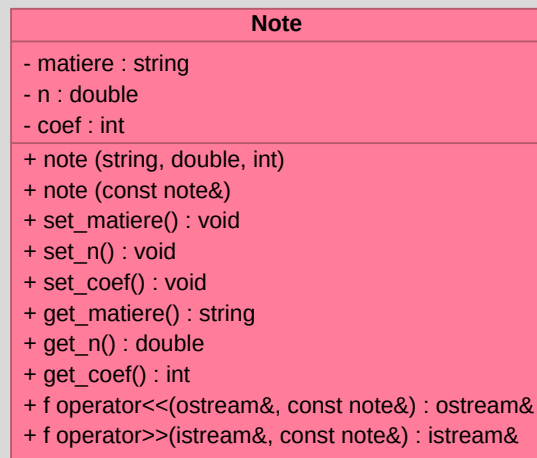 Note
- matiere : string
- n : double
- coef : int
+ note (string, double, int)
+ note (const note&)
+ set_matiere() : void
+ set_n() : void
+ set_coef() : void
+ get_matiere() : string
+ get_n() : double
+ get_coef() : int
+ f operator<<(ostream&, const note&) : ostream&
+ f operator>>(istream&, const note&) : istream&